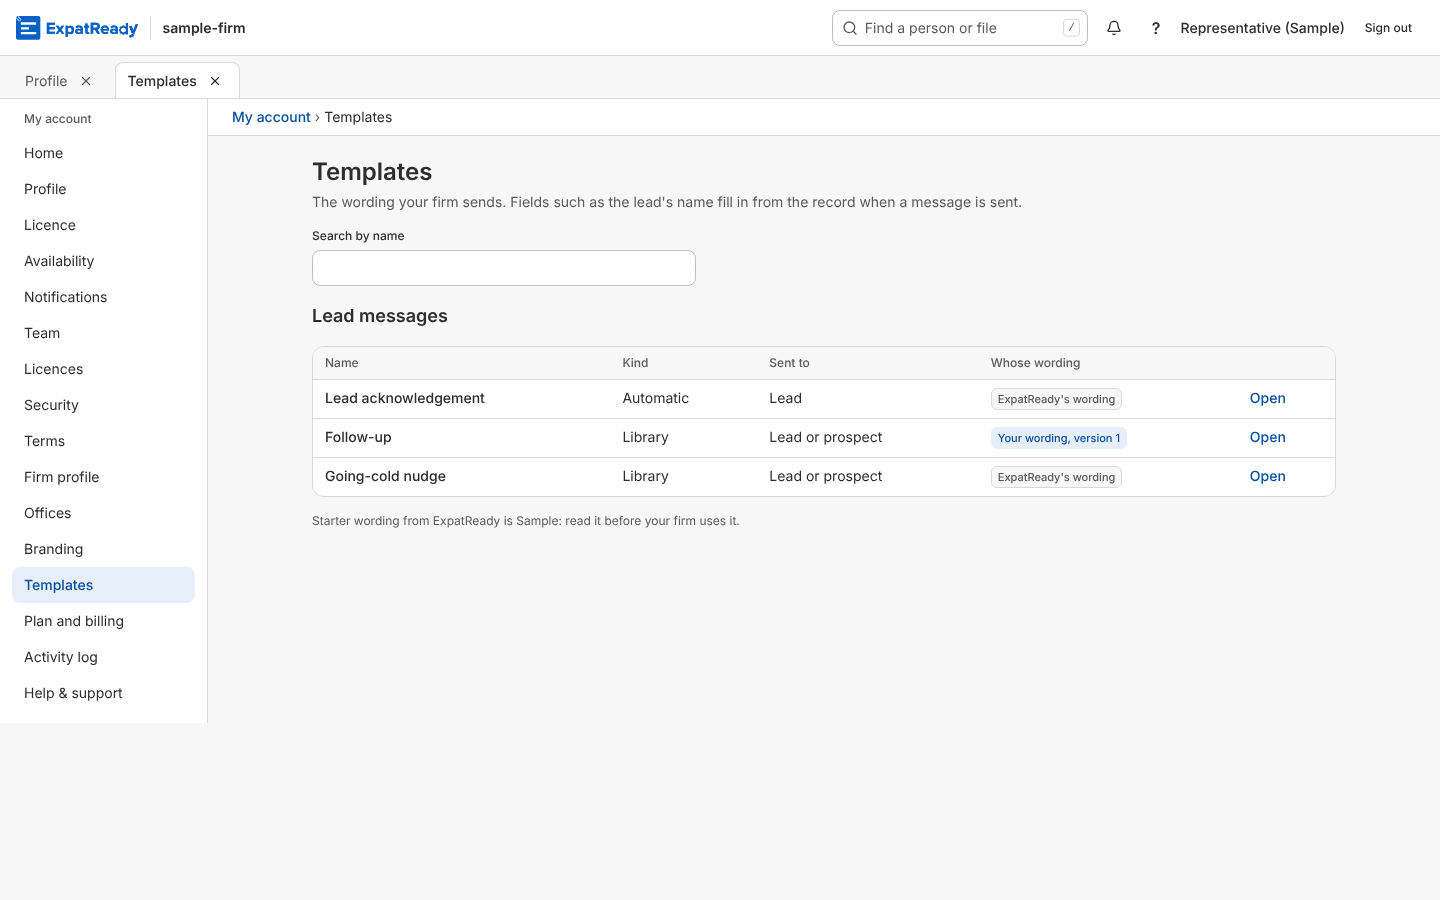 ExpatReady
sample-firm
Find a person or file
/
?
Representative (Sample)
Sign out
Profile ×
Templates ×
My account
Home
Profile
Licence
Availability
Notifications
Team
Licences
Security
Terms
Firm profile
Offices
Branding
Templates
Plan and billing
Activity log
Help & support
My account › Templates
Templates
The wording your firm sends. Fields such as the lead's name fill in from the record when a message is sent.
Search by name
Lead messages
Name Kind Sent to Whose wording
Lead acknowledgement Automatic Lead ExpatReady's wording Open
Follow-up Library Lead or prospect Your wording, version 1 Open
Going-cold nudge Library Lead or prospect ExpatReady's wording Open
Starter wording from ExpatReady is Sample: read it before your firm uses it.